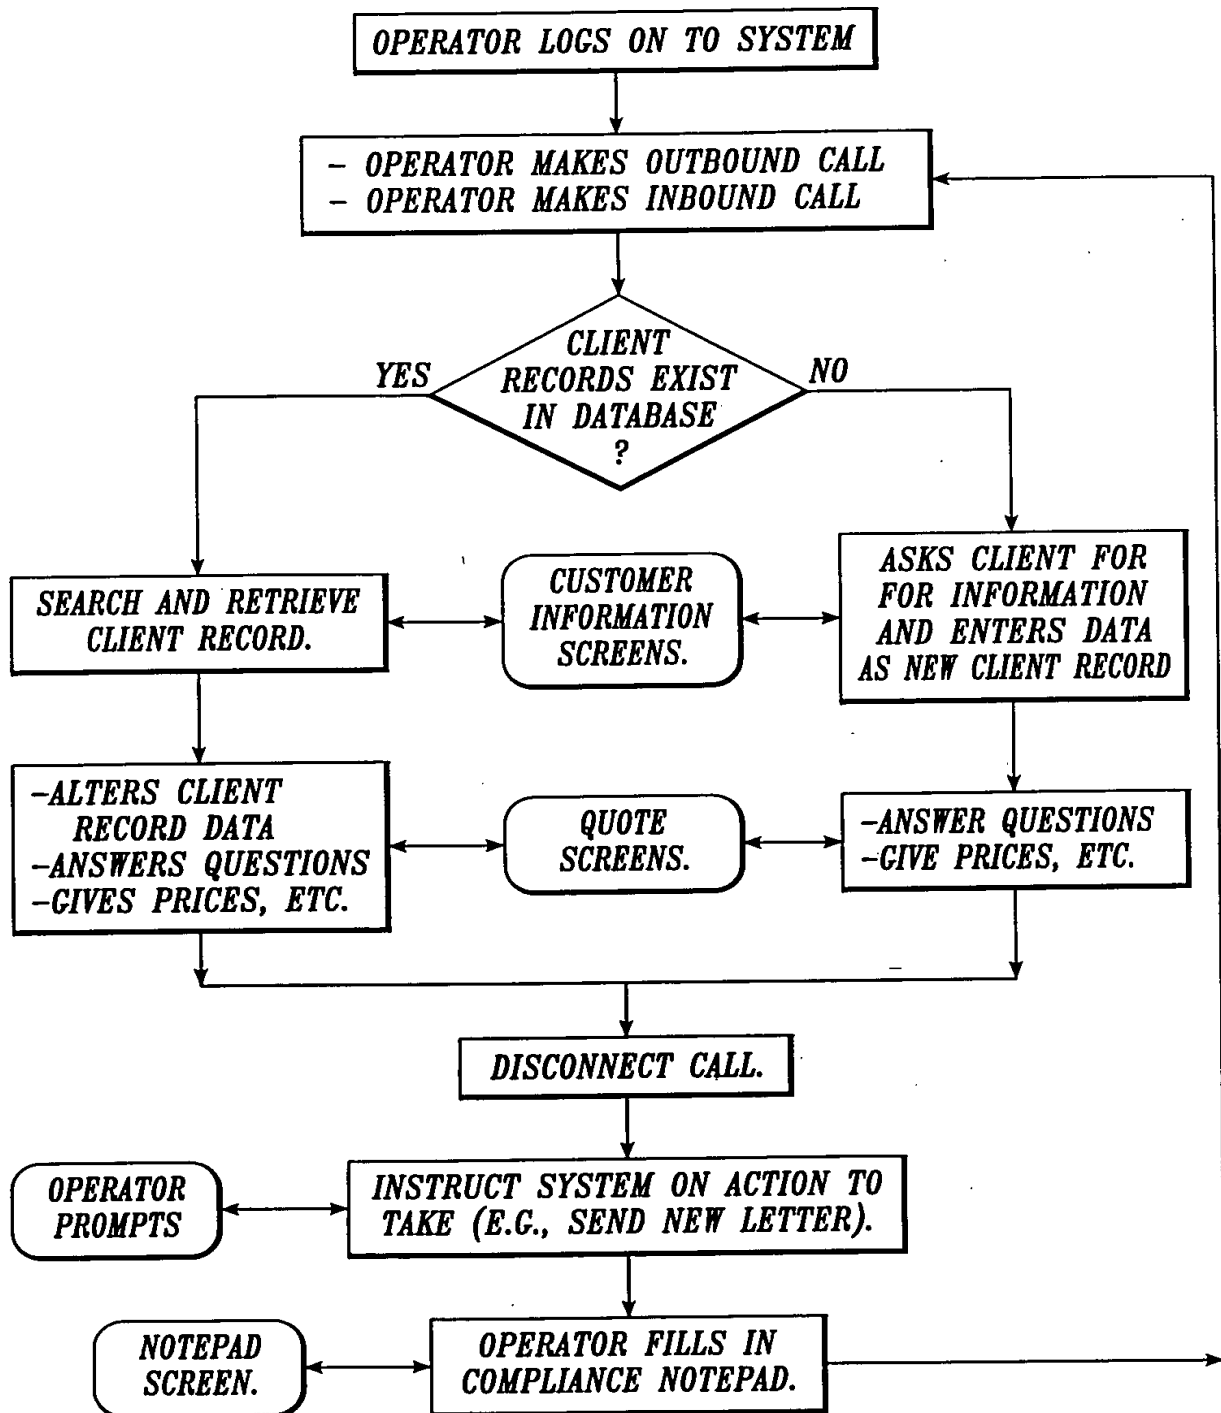 OPERATOR LOGS ON TO SYSTEM
- OPERATOR MAKES OUTBOUND CALL
- OPERATOR MAKES INBOUND CALL
CLIENT
RECORDS EXIST
IN DATABASE
?
YES
NO
SEARCH AND RETRIEVE
CLIENT RECORD.
CUSTOMER
INFORMATION
SCREENS.
ASKS CLIENT FOR
FOR INFORMATION
AND ENTERS DATA
AS NEW CLIENT RECORD
-ALTERS CLIENT
RECORD DATA
-ANSWERS QUESTIONS
-GIVES PRICES, ETC.
QUOTE
SCREENS.
-ANSWER QUESTIONS
-GIVE PRICES, ETC.
DISCONNECT CALL.
OPERATOR
PROMPTS
INSTRUCT SYSTEM ON ACTION TO
TAKE (E.G., SEND NEW LETTER).
NOTEPAD
SCREEN.
OPERATOR FILLS IN
COMPLIANCE NOTEPAD.